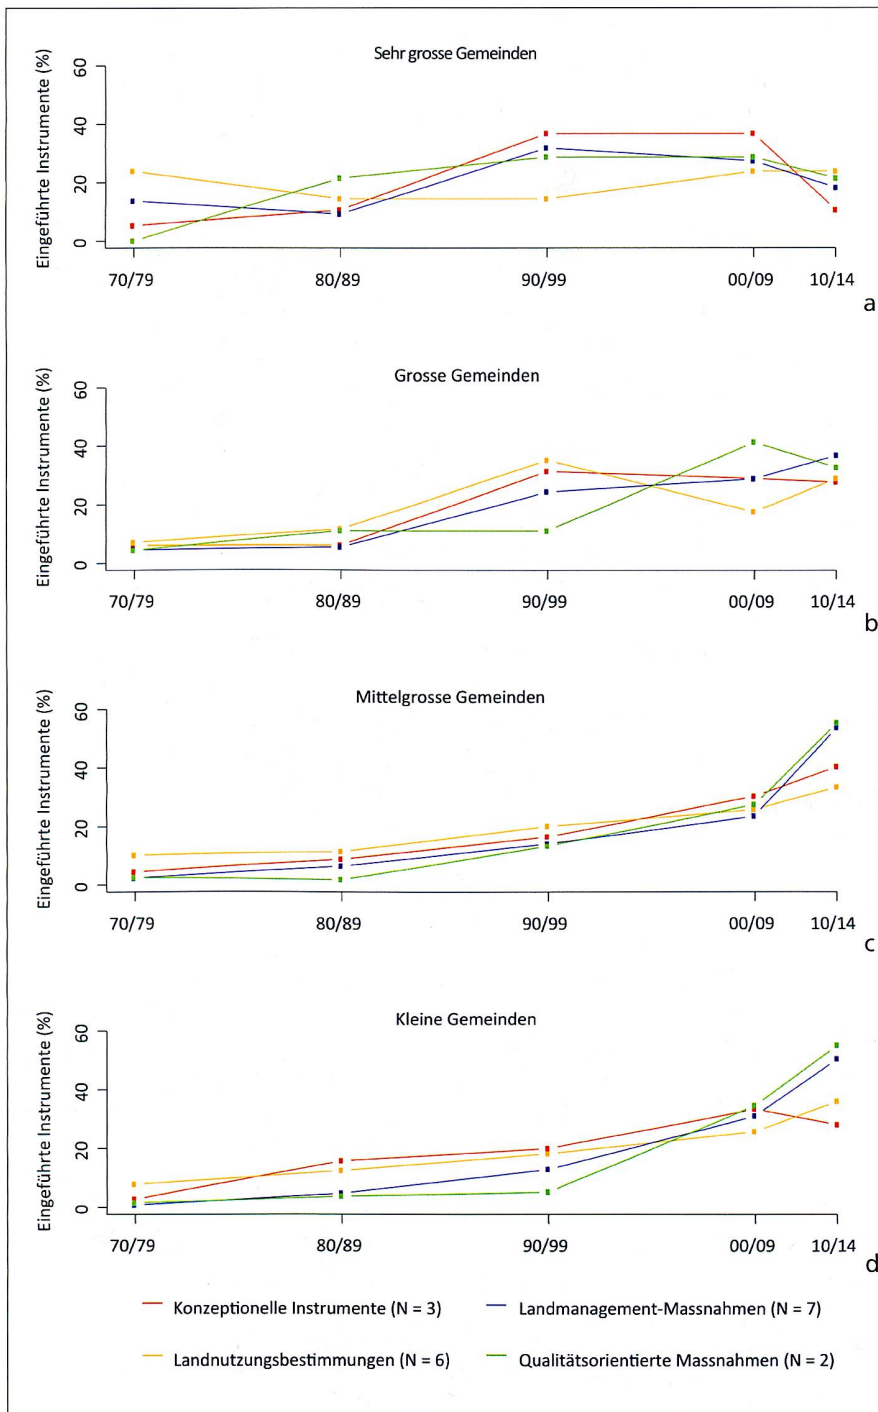 Sehr grosse Gemeinden
Eingeführte Instrumente (%)
60
40
20
0
70/79 80/89 90/99 00/09 10/14
a
Grosse Gemeinden
Eingeführte Instrumente (%)
60
40
20
0
70/79 80/89 90/99 00/09 10/14
b
Mittelgrosse Gemeinden
Eingeführte Instrumente (%)
60
40
20
0
70/79 80/89 90/99 00/09 10/14
c
Kleine Gemeinden
Eingeführte Instrumente (%)
60
40
20
0
70/79 80/89 90/99 00/09 10/14
d
Konzeptionelle Instrumente (N = 3) Landmanagement-Massnahmen (N = 7)
Landnutzungsbestimmungen (N = 6) Qualitätsorientierte Massnahmen (N = 2)